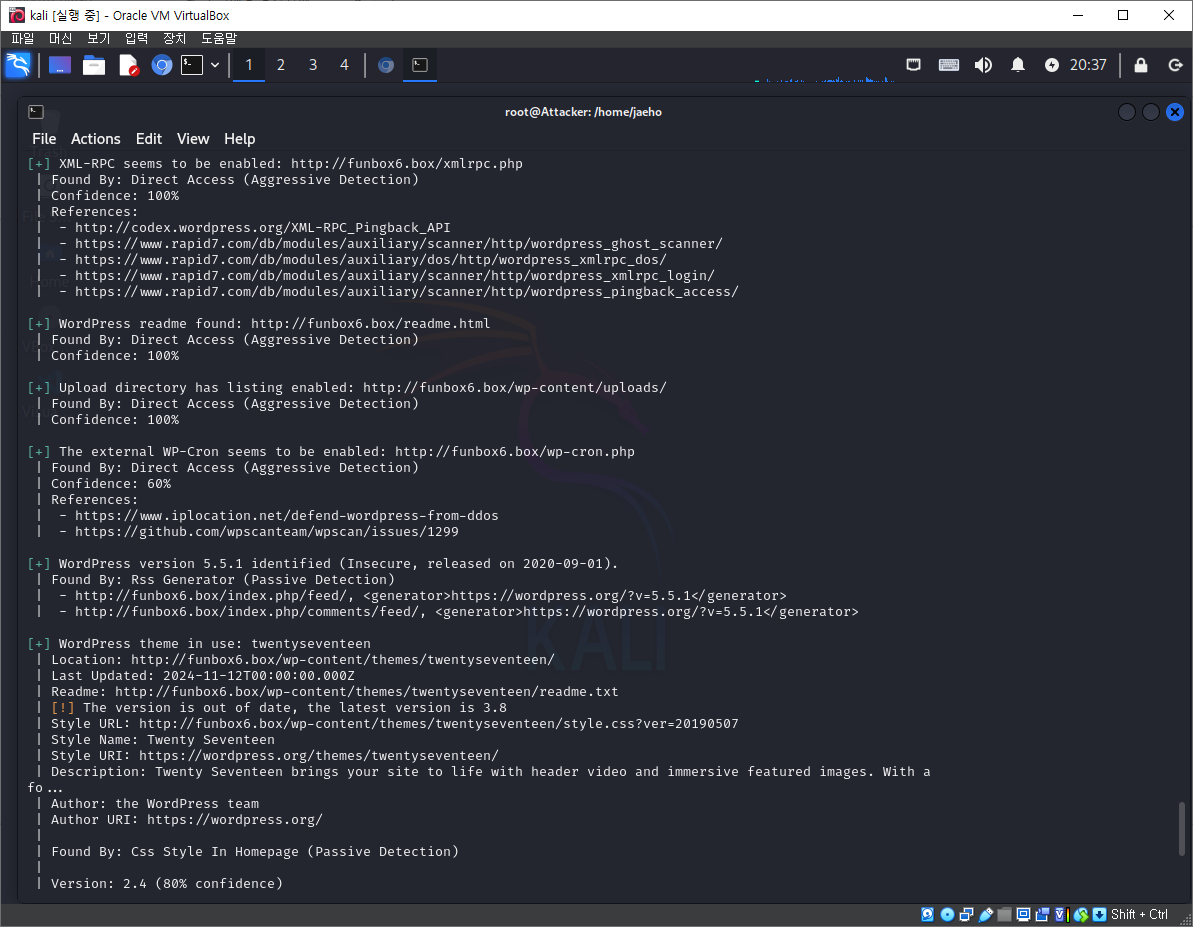 kali [실행 중] - Oracle VM VirtualBox
파일 머신 보기 입력 장치 도움말
1 2 3 4 20:37
root@Attacker: /home/jaeho
File Actions Edit View Help
[+] XML-RPC seems to be enabled: http://funbox6.box/xmlrpc.php
| Found By: Direct Access (Aggressive Detection)
| Confidence: 100%
| References:
|  - http://codex.wordpress.org/XML-RPC_Pingback_API
|  - https://www.rapid7.com/db/modules/auxiliary/scanner/http/wordpress_ghost_scanner/
|  - https://www.rapid7.com/db/modules/auxiliary/dos/http/wordpress_xmlrpc_dos/
|  - https://www.rapid7.com/db/modules/auxiliary/scanner/http/wordpress_xmlrpc_login/
|  - https://www.rapid7.com/db/modules/auxiliary/scanner/http/wordpress_pingback_access/
[+] WordPress readme found: http://funbox6.box/readme.html
| Found By: Direct Access (Aggressive Detection)
| Confidence: 100%
[+] Upload directory has listing enabled: http://funbox6.box/wp-content/uploads/
| Found By: Direct Access (Aggressive Detection)
| Confidence: 100%
[+] The external WP-Cron seems to be enabled: http://funbox6.box/wp-cron.php
| Found By: Direct Access (Aggressive Detection)
| Confidence: 60%
| References:
|  - https://www.iplocation.net/defend-wordpress-from-ddos
|  - https://github.com/wpscanteam/wpscan/issues/1299
[+] WordPress version 5.5.1 identified (Insecure, released on 2020-09-01).
| Found By: Rss Generator (Passive Detection)
|  - http://funbox6.box/index.php/feed/, <generator>https://wordpress.org/?v=5.5.1</generator>
|  - http://funbox6.box/index.php/comments/feed/, <generator>https://wordpress.org/?v=5.5.1</generator>
[+] WordPress theme in use: twentyseventeen
| Location: http://funbox6.box/wp-content/themes/twentyseventeen/
| Last Updated: 2024-11-12T00:00:00.000Z
| Readme: http://funbox6.box/wp-content/themes/twentyseventeen/readme.txt
| [!] The version is out of date, the latest version is 3.8
| Style URL: http://funbox6.box/wp-content/themes/twentyseventeen/style.css?ver=20190507
| Style Name: Twenty Seventeen
| Style URI: https://wordpress.org/themes/twentyseventeen/
| Description: Twenty Seventeen brings your site to life with header video and immersive featured images. With a
fo...
| Author: the WordPress team
| Author URI: https://wordpress.org/
|
| Found By: Css Style In Homepage (Passive Detection)
|
| Version: 2.4 (80% confidence)
KALI
Shift + Ctrl